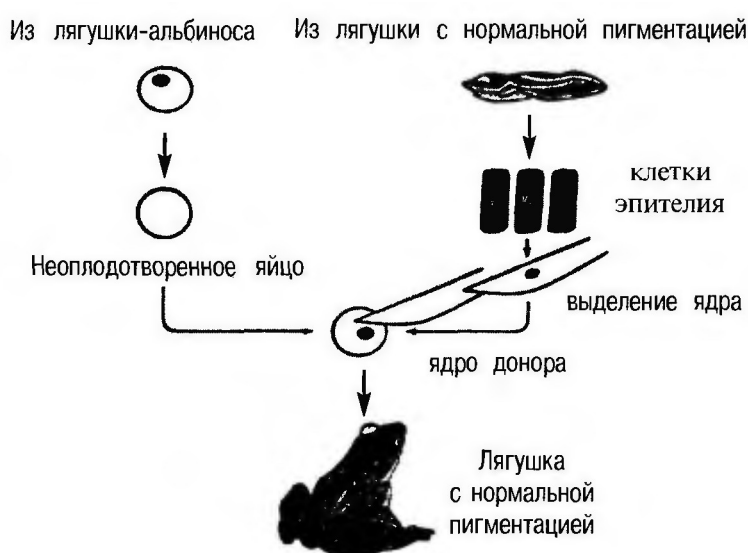 Из лягушки-альбиноса
Из лягушки с нормальной пигментацией
клетки
эпителия
Неоплодотворенное яйцо
выделение ядра
ядро донора
Лягушка
с нормальной
пигментацией